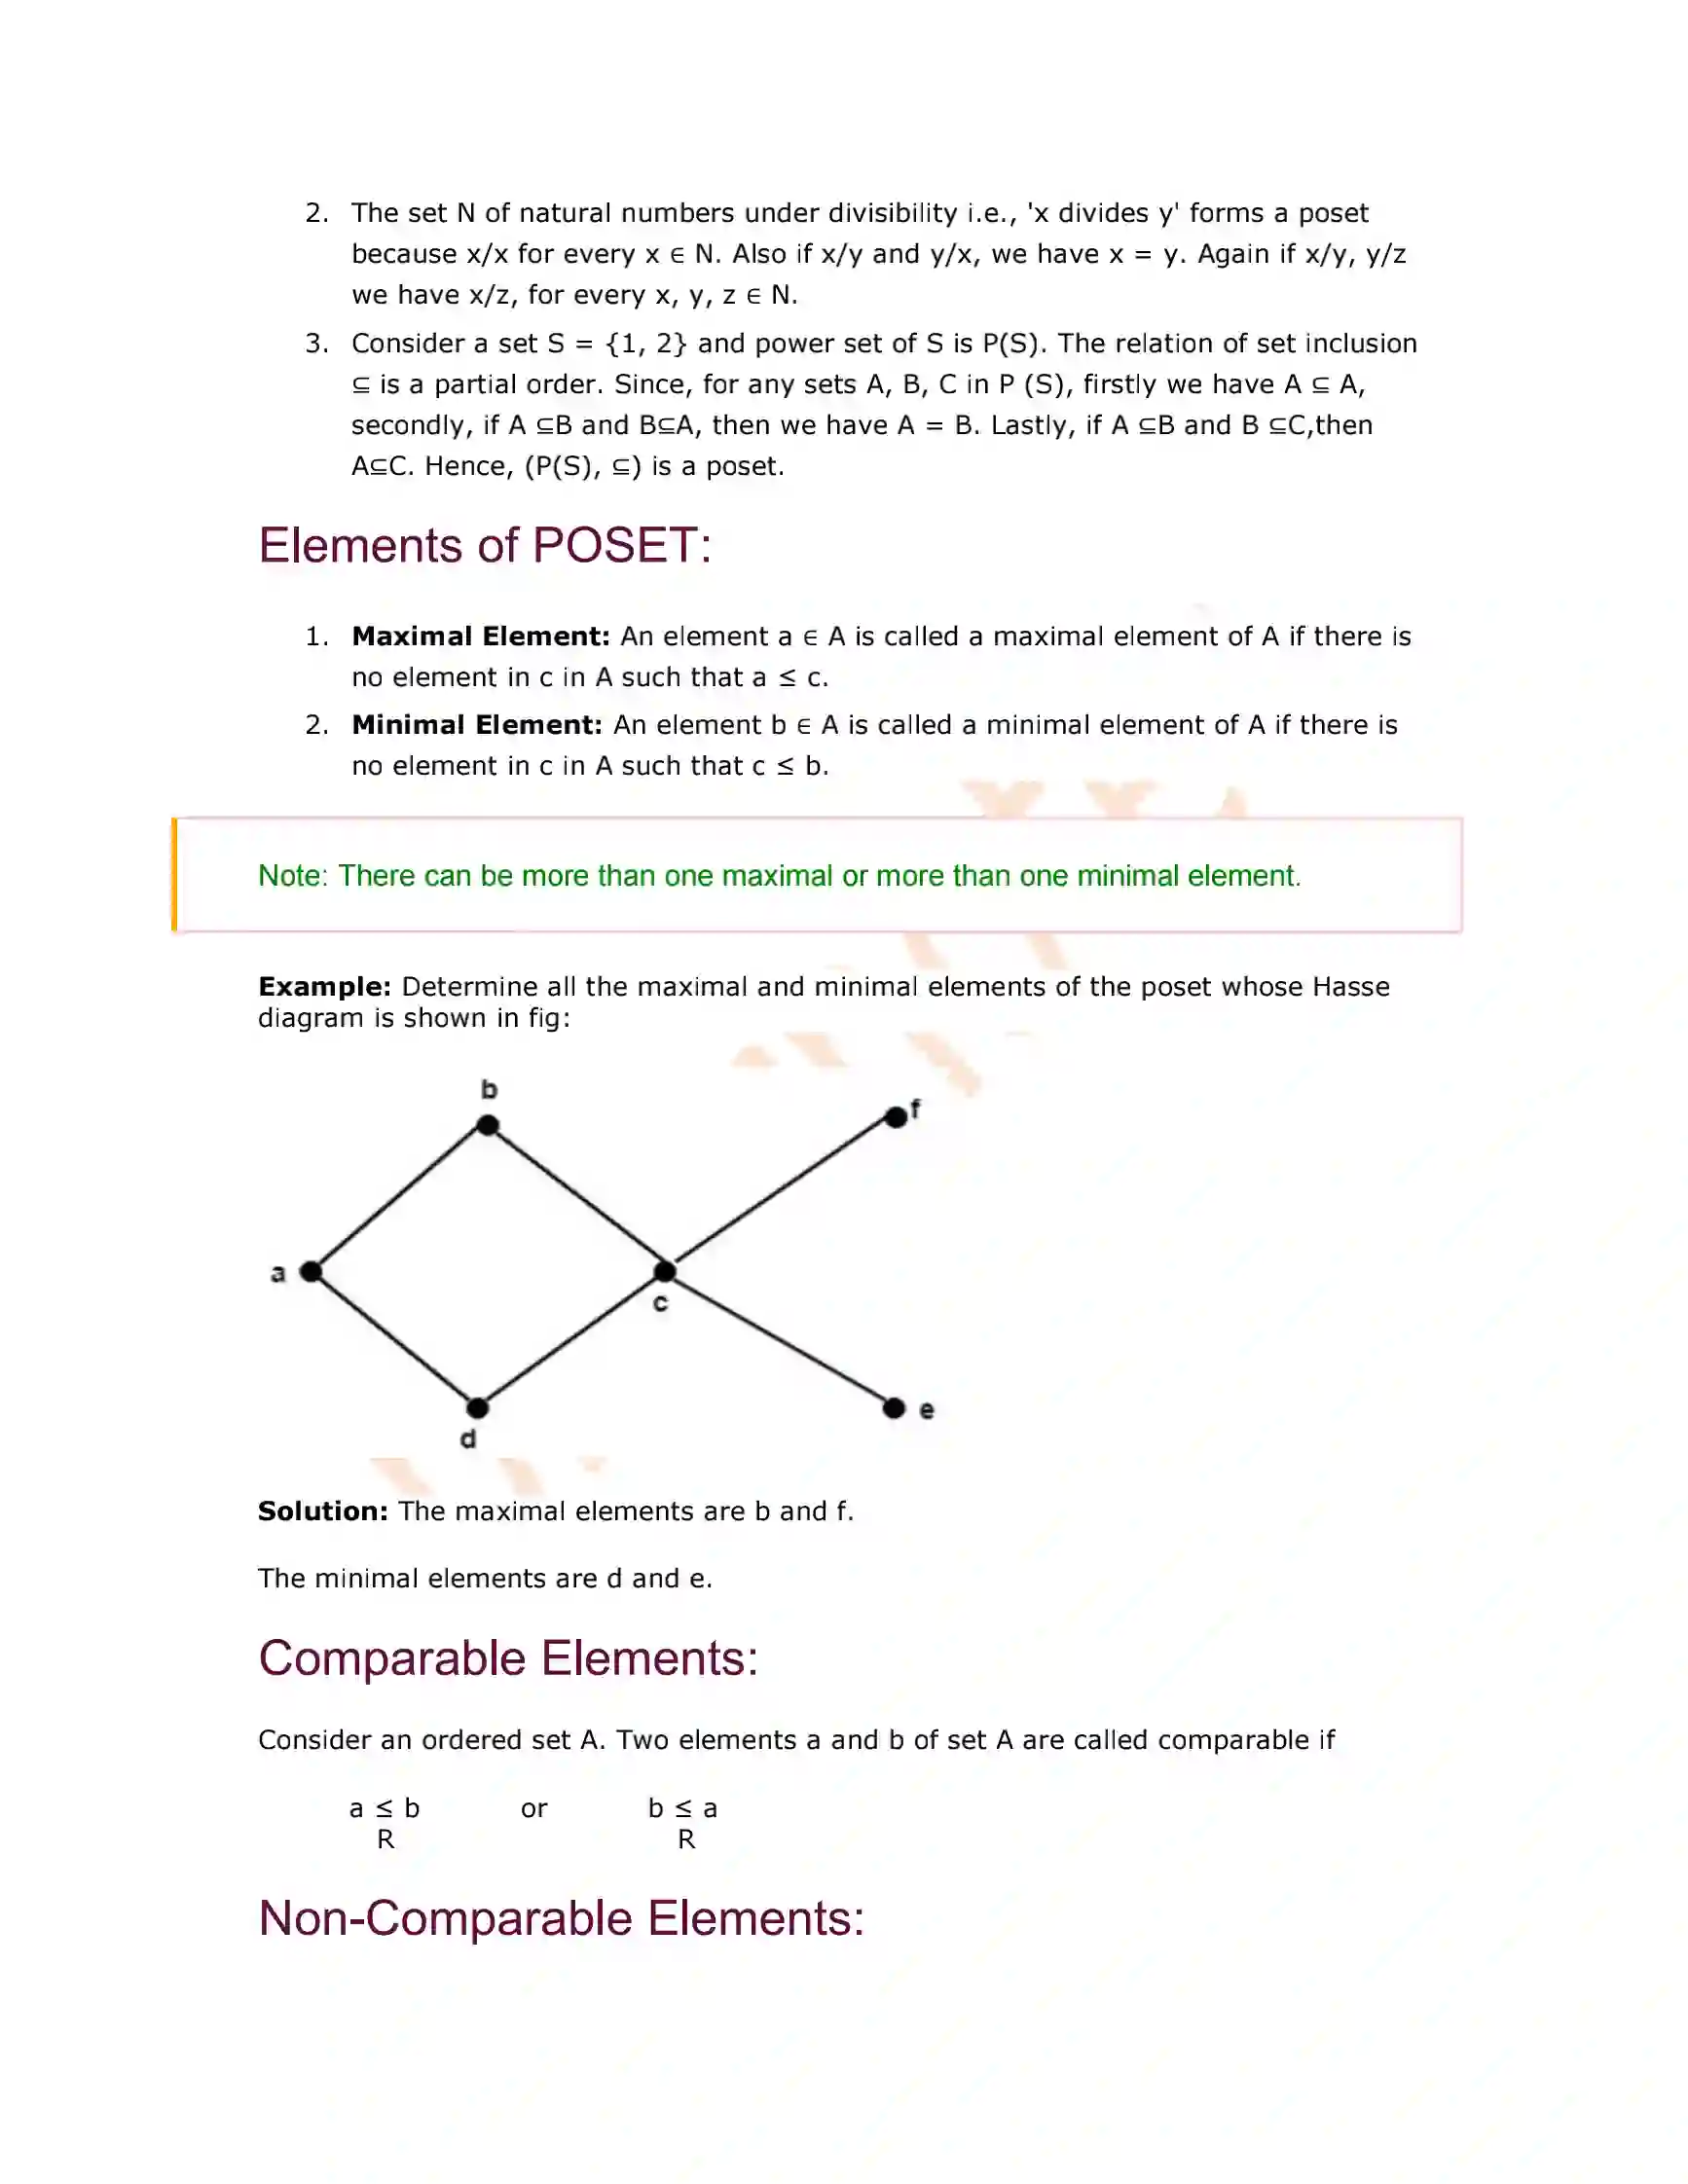 2. The set N of natural numbers under divisibility i.e., 'x divides y' forms a poset
because x/x for every x ∈ N. Also if x/y and y/x, we have x = y. Again if x/y, y/z
we have x/z, for every x, y, z ∈ N.
3. Consider a set S = {1, 2} and power set of S is P(S). The relation of set inclusion
⊆ is a partial order. Since, for any sets A, B, C in P (S), firstly we have A ⊆ A,
secondly, if A ⊆B and B⊆A, then we have A = B. Lastly, if A ⊆B and B ⊆C,then
A⊆C. Hence, (P(S), ⊆) is a poset.
Elements of POSET:
1. Maximal Element: An element a ∈ A is called a maximal element of A if there is
no element in c in A such that a ≤ c.
2. Minimal Element: An element b ∈ A is called a minimal element of A if there is
no element in c in A such that c ≤ b.
Note: There can be more than one maximal or more than one minimal element.
Example: Determine all the maximal and minimal elements of the poset whose Hasse
diagram is shown in fig:
b
f
a
c
e
d
Solution: The maximal elements are b and f.
The minimal elements are d and e.
Comparable Elements:
Consider an ordered set A. Two elements a and b of set A are called comparable if
a ≤ b or b ≤ a
R R
Non-Comparable Elements: